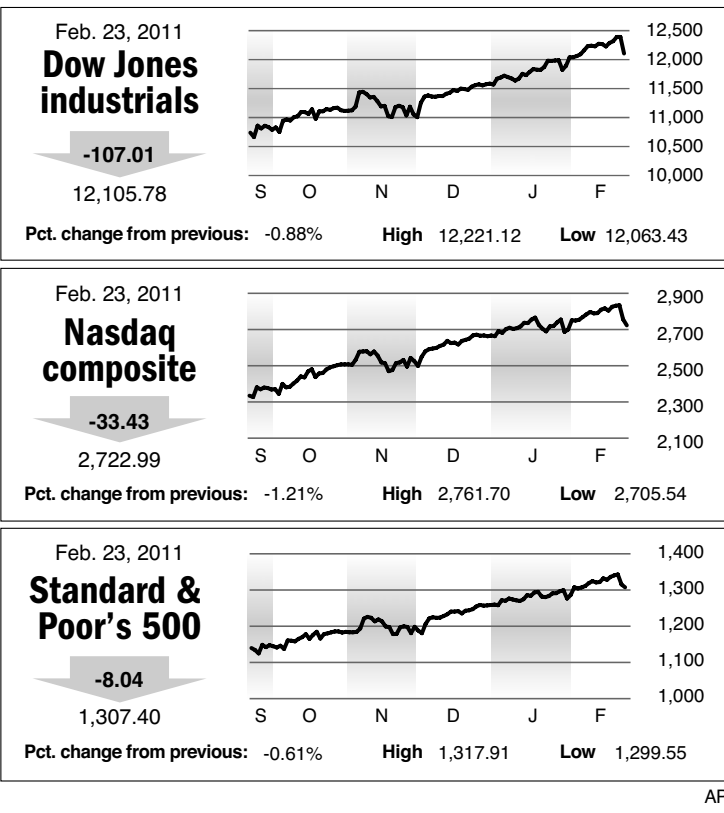 Feb. 23, 2011
Dow Jones
industrials
-107.01
12,105.78
12,500
12,000
11,500
11,000
10,500
10,000
S O N D J F
Pct. change from previous: -0.88% High 12,221.12 Low 12,063.43
Feb. 23, 2011
Nasdaq
composite
-33.43
2,722.99
2,900
2,700
2,500
2,300
2,100
S O N D J F
Pct. change from previous: -1.21% High 2,761.70 Low 2,705.54
Feb. 23, 2011
Standard &
Poor's 500
-8.04
1,307.40
1,400
1,300
1,200
1,100
1,000
S O N D J F
Pct. change from previous: -0.61% High 1,317.91 Low 1,299.55
AP